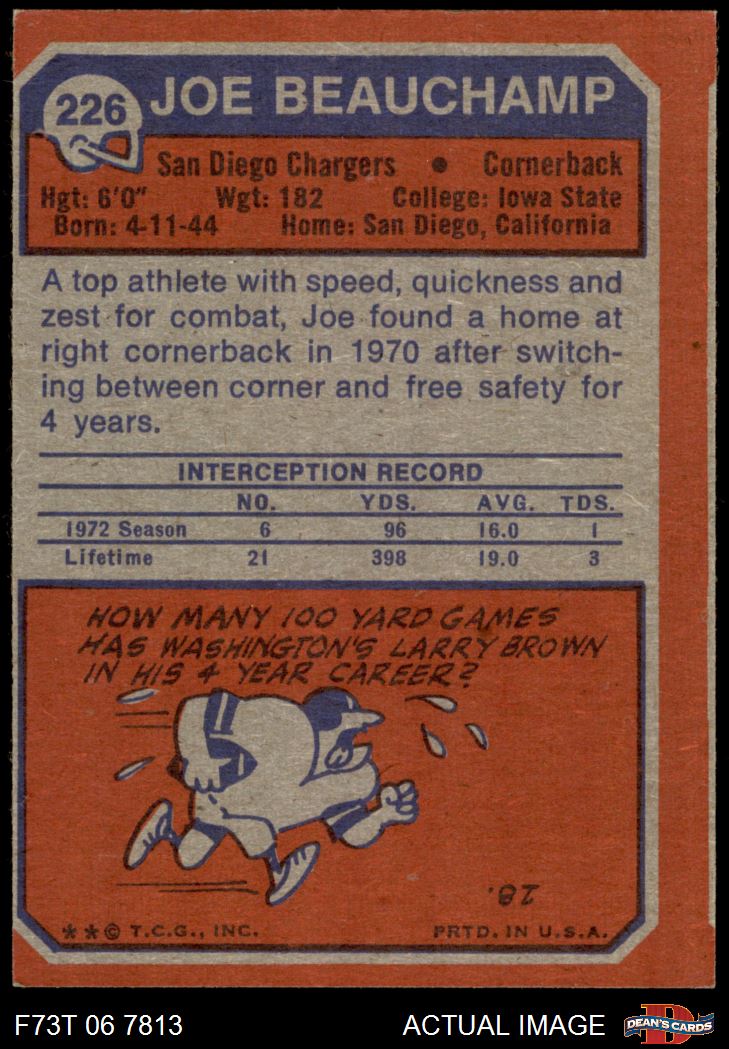 226 JOE BEAUCHAMP
San Diego Chargers • Cornerback
Hgt: 6'0" Wgt: 182 College: Iowa State
Born: 4-11-44 Home: San Diego, California
A top athlete with speed, quickness and
zest for combat, Joe found a home at
right cornerback in 1970 after switch-
ing between corner and free safety for
4 years.
INTERCEPTION RECORD
NO. YDS. AVG. TDS.
1972 Season 6 96 16.0 1
Lifetime 21 398 19.0 3
HOW MANY 100 YARD GAMES
HAS WASHINGTON'S LARRY BROWN
IN HIS 4 YEAR CAREER?
28.
**© T.C.G., INC. PRTD. IN U.S.A.
F73T 06 7813 ACTUAL IMAGE D DEAN'S CARDS